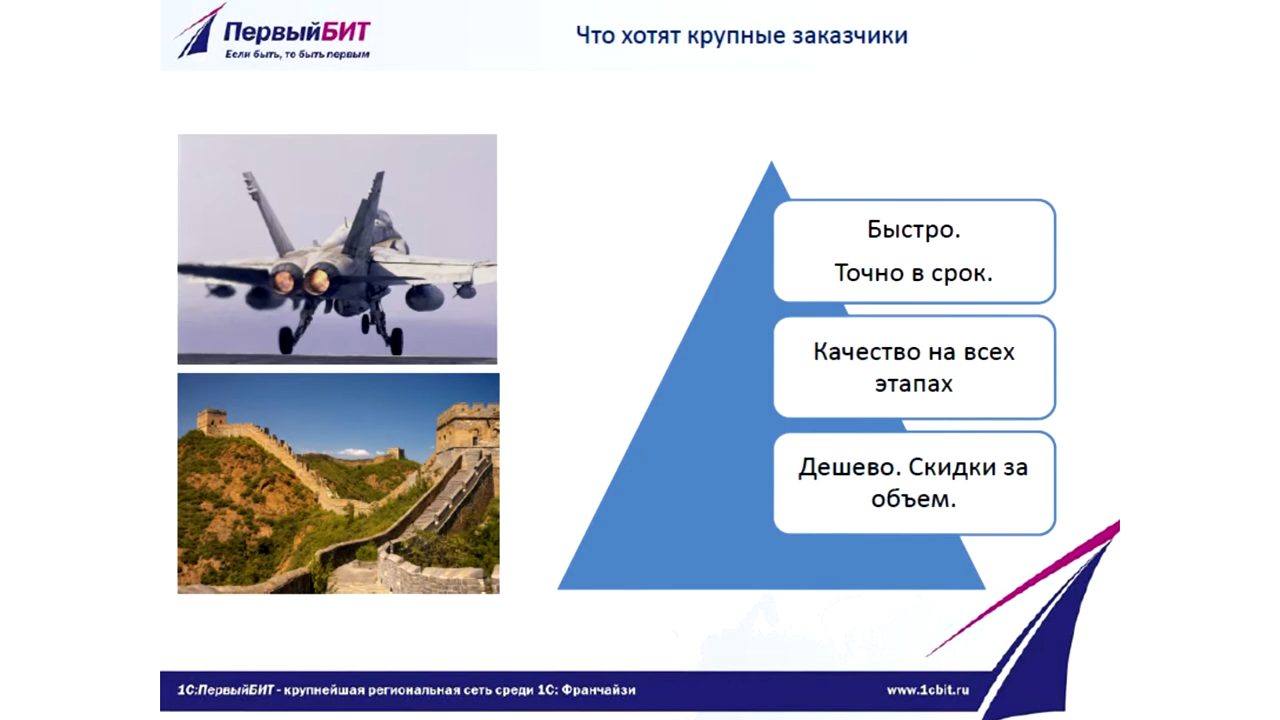 ПервыйБИТ
Если быть, то быть первым
Что хотят крупные заказчики
Быстро.
Точно в срок.
Качество на всех
этапах
Дешево. Скидки за
объем.
1С:ПервыйБИТ - крупнейшая региональная сеть среди 1С: Франчайзи
www.1cbit.ru